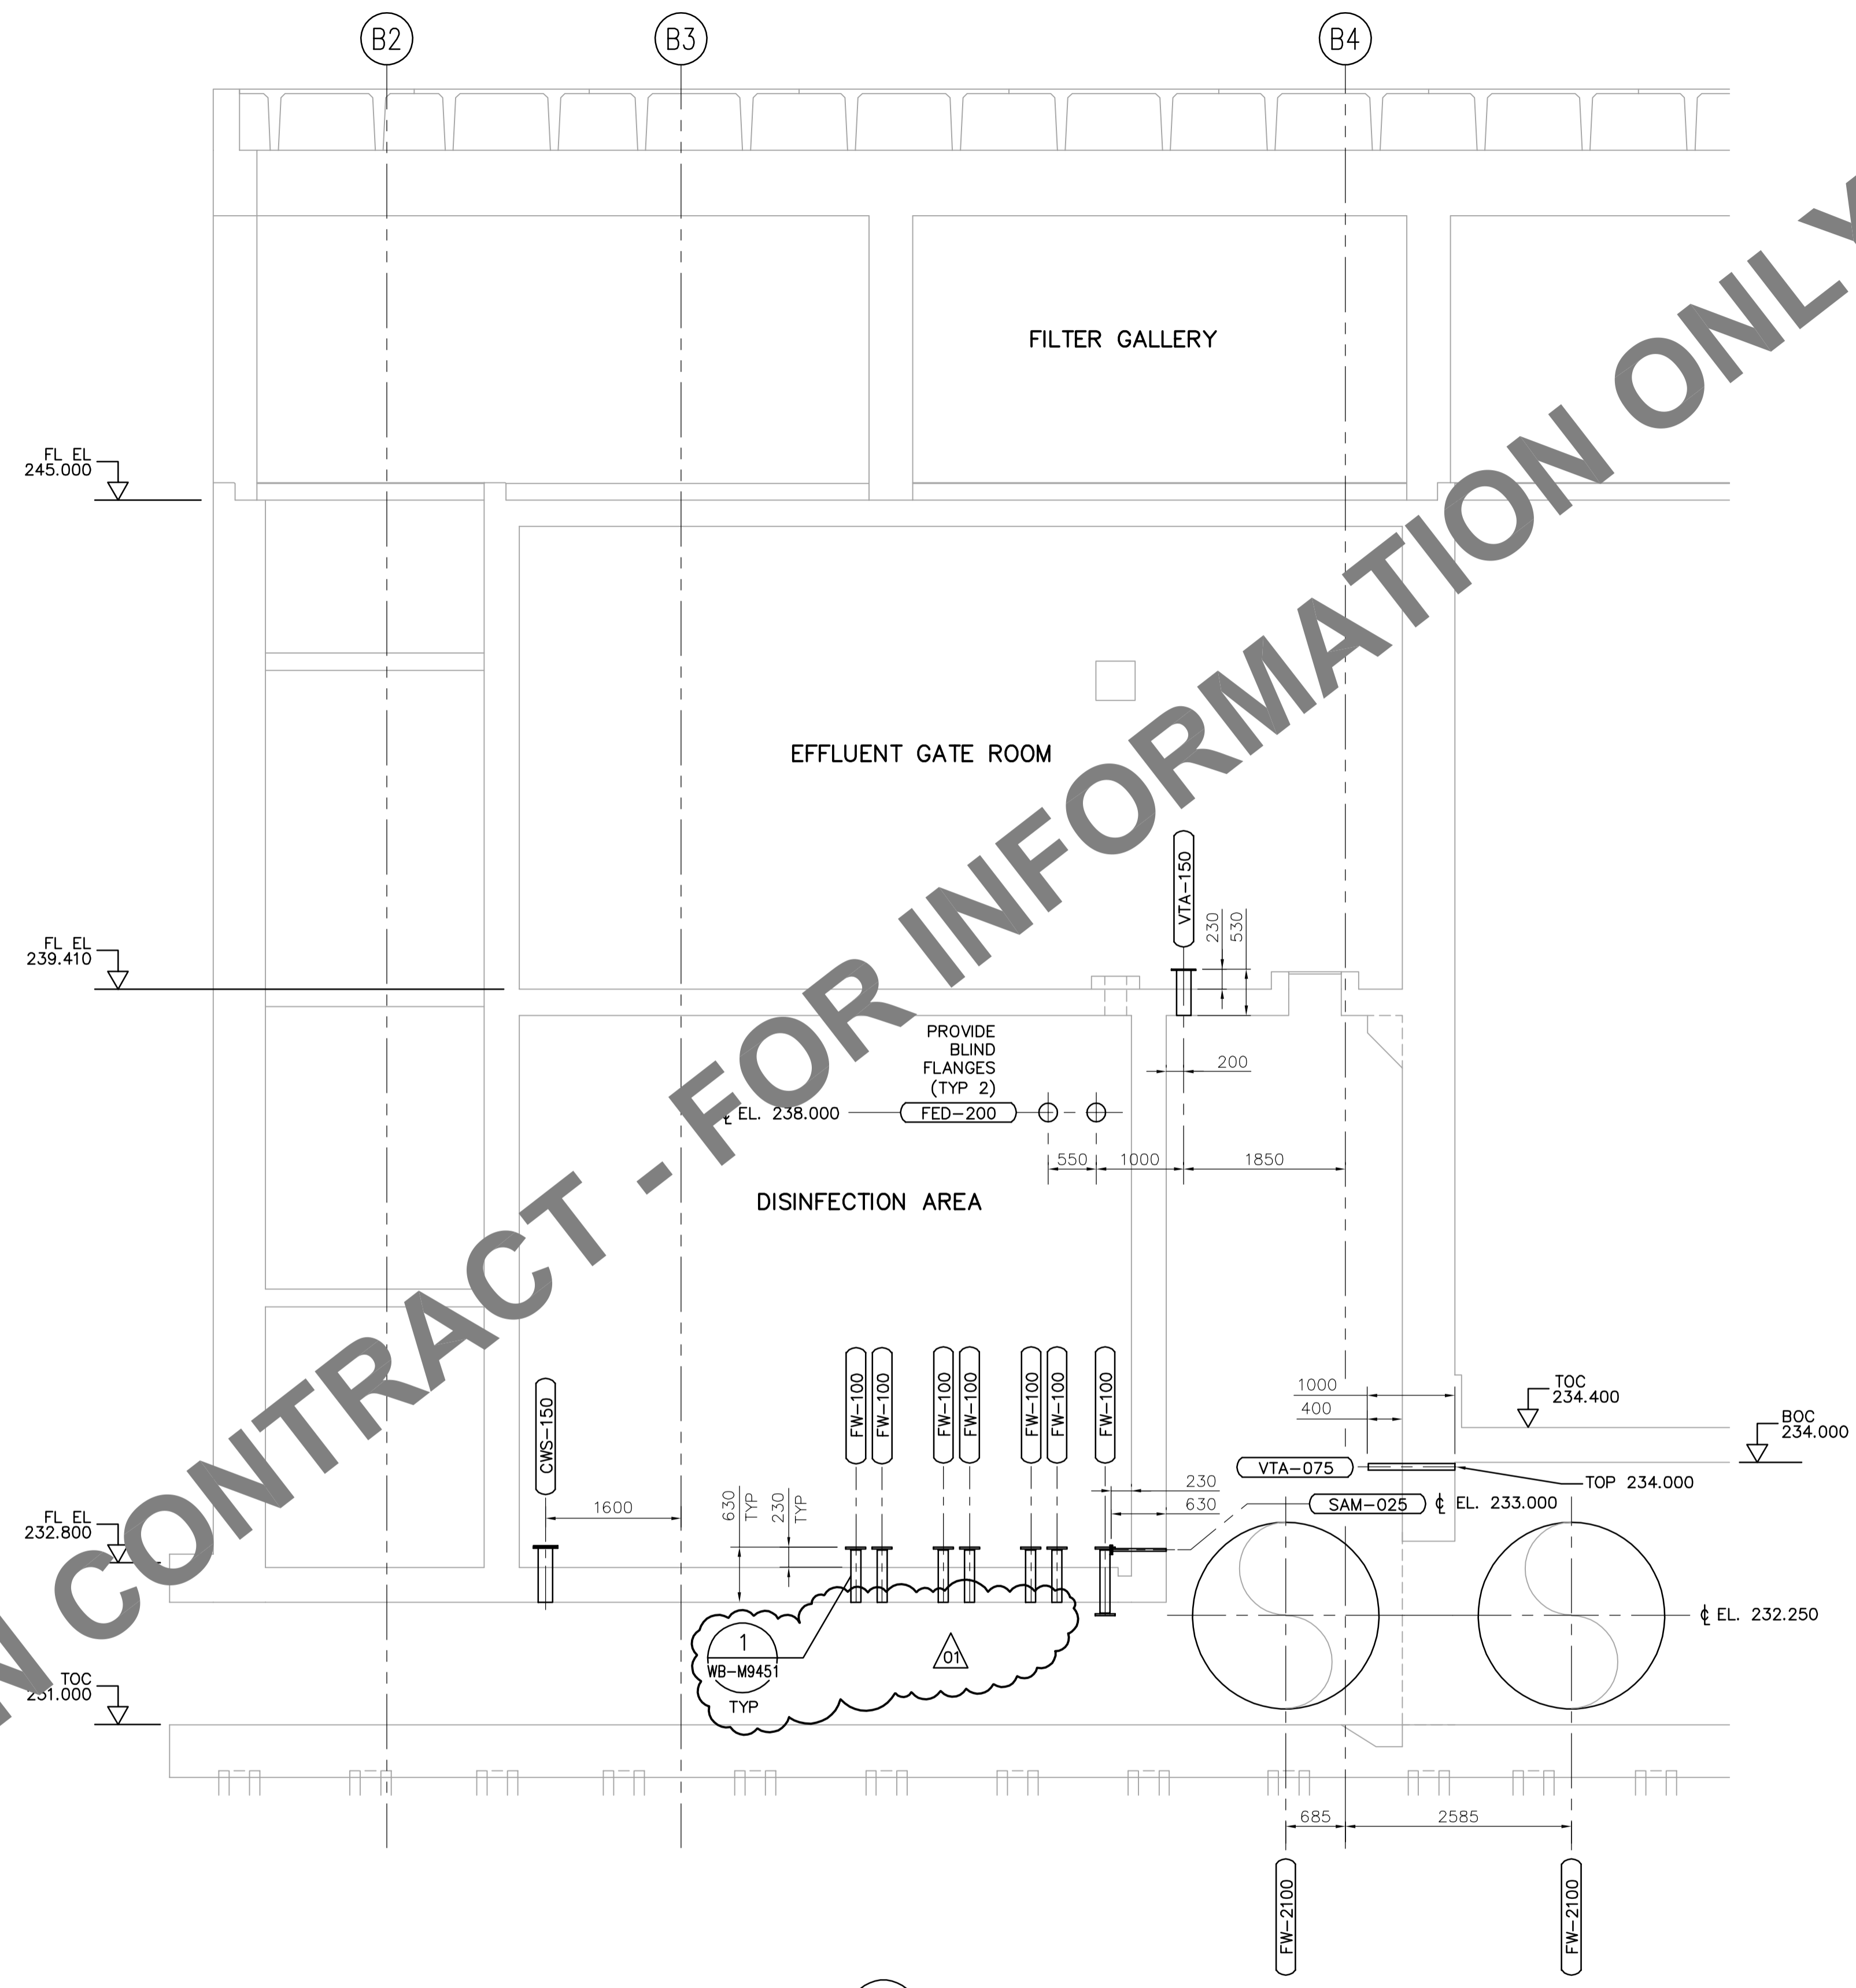 B2
B3
B4
FILTER GALLERY
FL EL
245.000
EFFLUENT GATE ROOM
VTA-150
230
530
FL EL
239.410
PROVIDE
BLIND
FLANGES
(TYP 2)
200
℄ EL. 238.000
FED-200
550
1000
1850
DISINFECTION AREA
CWS-150
FW-100
FW-100
FW-100
FW-100
FW-100
FW-100
FW-100
1000
400
TOC
234.400
BOC
234.000
VTA-075
TOP 234.000
230
630
SAM-025
℄ EL. 233.000
1600
630
TYP
230
TYP
FL EL
232.800
℄ EL. 232.250
1
WB-M9451
TYP
01
TOC
231.000
685
2585
FW-2100
FW-2100
N CONTRACT - FOR INFORMATION ONLY